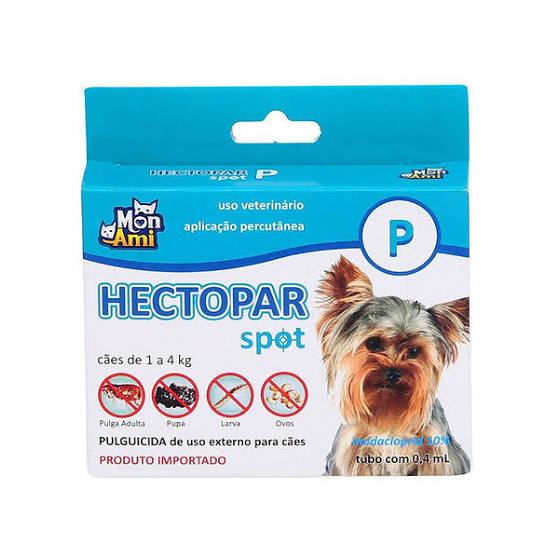 HECTOPAR P
spot
uso veterinário
aplicação percutânea
Mon
Ami
P
HECTOPAR
spot
cães de 1 a 4 kg
Pulga Adulta Pupa Larva Ovos
PULGUICIDA de uso externo para cães
PRODUTO IMPORTADO
Imidacloprid 10%
tubo com 0,4 mL